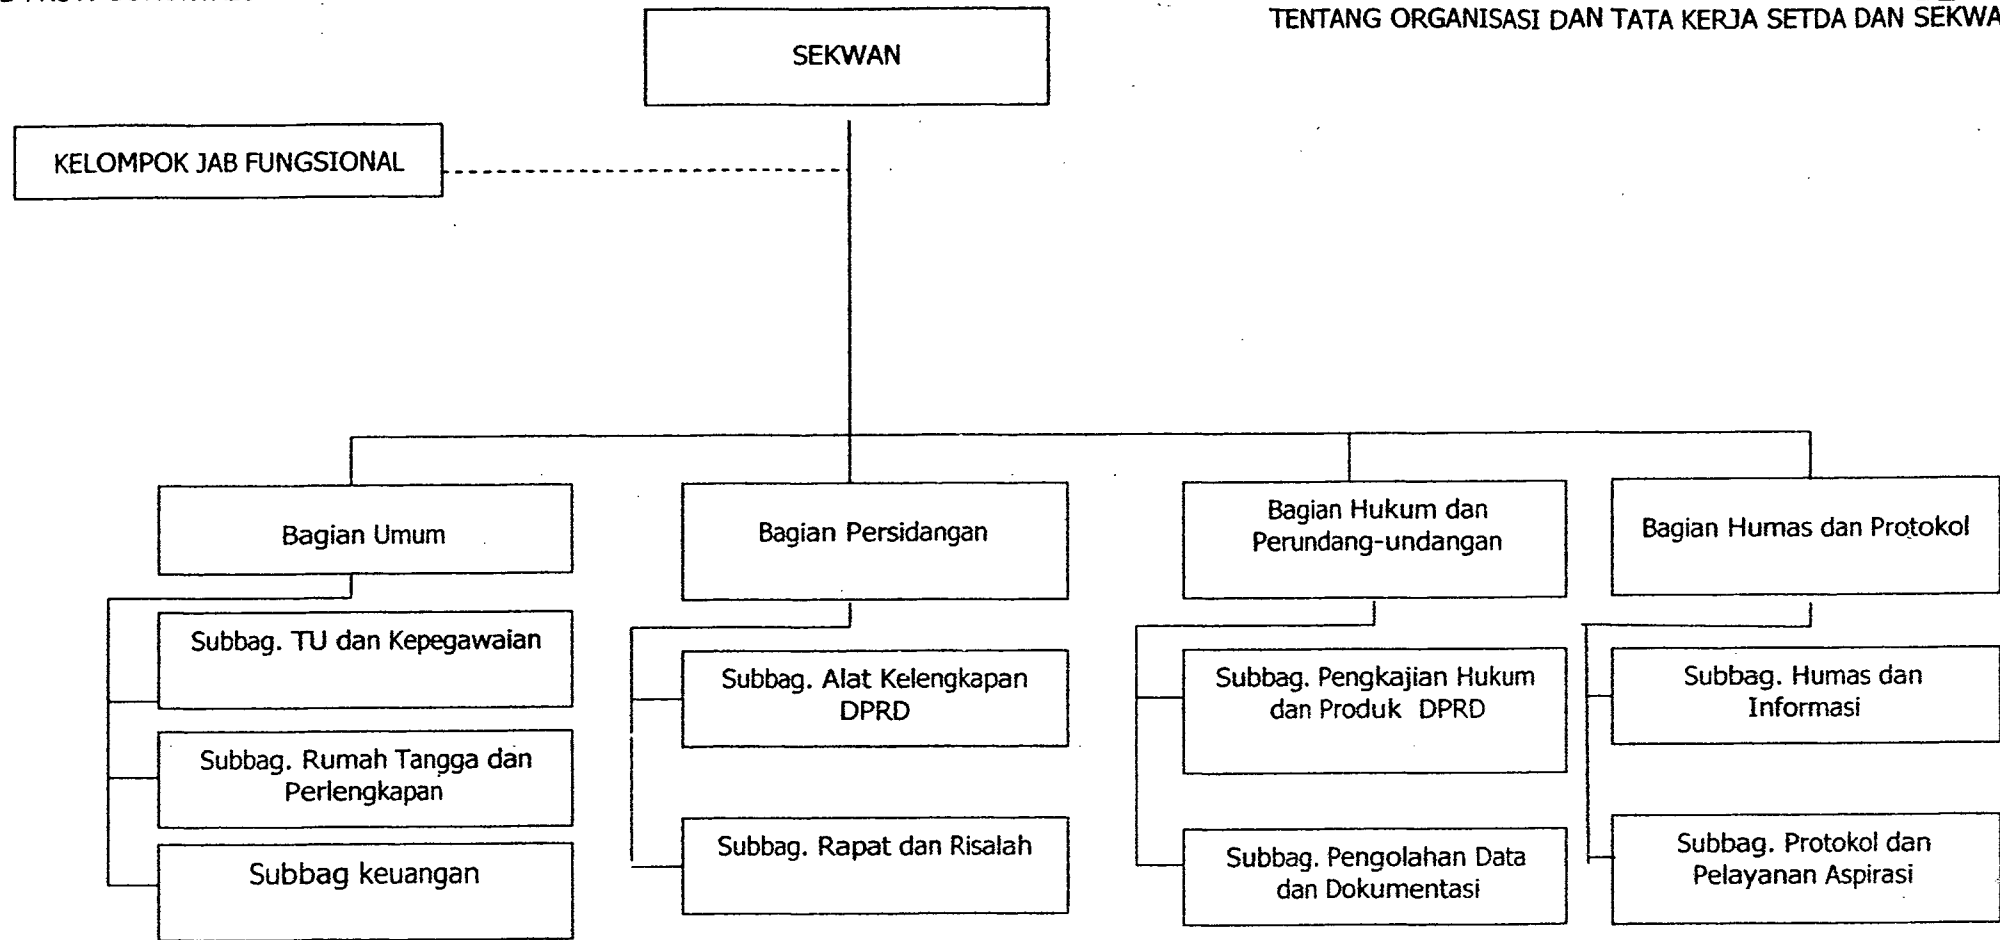 TENTANG ORGANISASI DAN TATA KERJA SETDA DAN SEKWA
SEKWAN
KELOMPOK JAB FUNGSIONAL
Bagian Umum
Subbag. TU dan Kepegawaian
Subbag. Rumah Tangga dan
Perlengkapan
Subbag keuangan
Bagian Persidangan
Subbag. Alat Kelengkapan
DPRD
Subbag. Rapat dan Risalah
Bagian Hukum dan
Perundang-undangan
Subbag. Pengkajian Hukum
dan Produk DPRD
Subbag. Pengolahan Data
dan Dokumentasi
Bagian Humas dan Protokol
Subbag. Humas dan
Informasi
Subbag. Protokol dan
Pelayanan Aspirasi